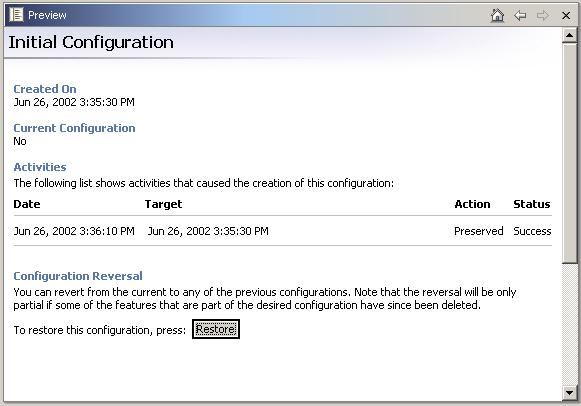 Preview
Initial Configuration
Created On
Jun 26, 2002 3:35:30 PM
Current Configuration
No
Activities
The following list shows activities that caused the creation of this configuration:
Date Target Action Status
Jun 26, 2002 3:36:10 PM Jun 26, 2002 3:35:30 PM Preserved Success
Configuration Reversal
You can revert from the current to any of the previous configurations. Note that the reversal will be only
partial if some of the features that are part of the desired configuration have since been deleted.
To restore this configuration, press: Restore